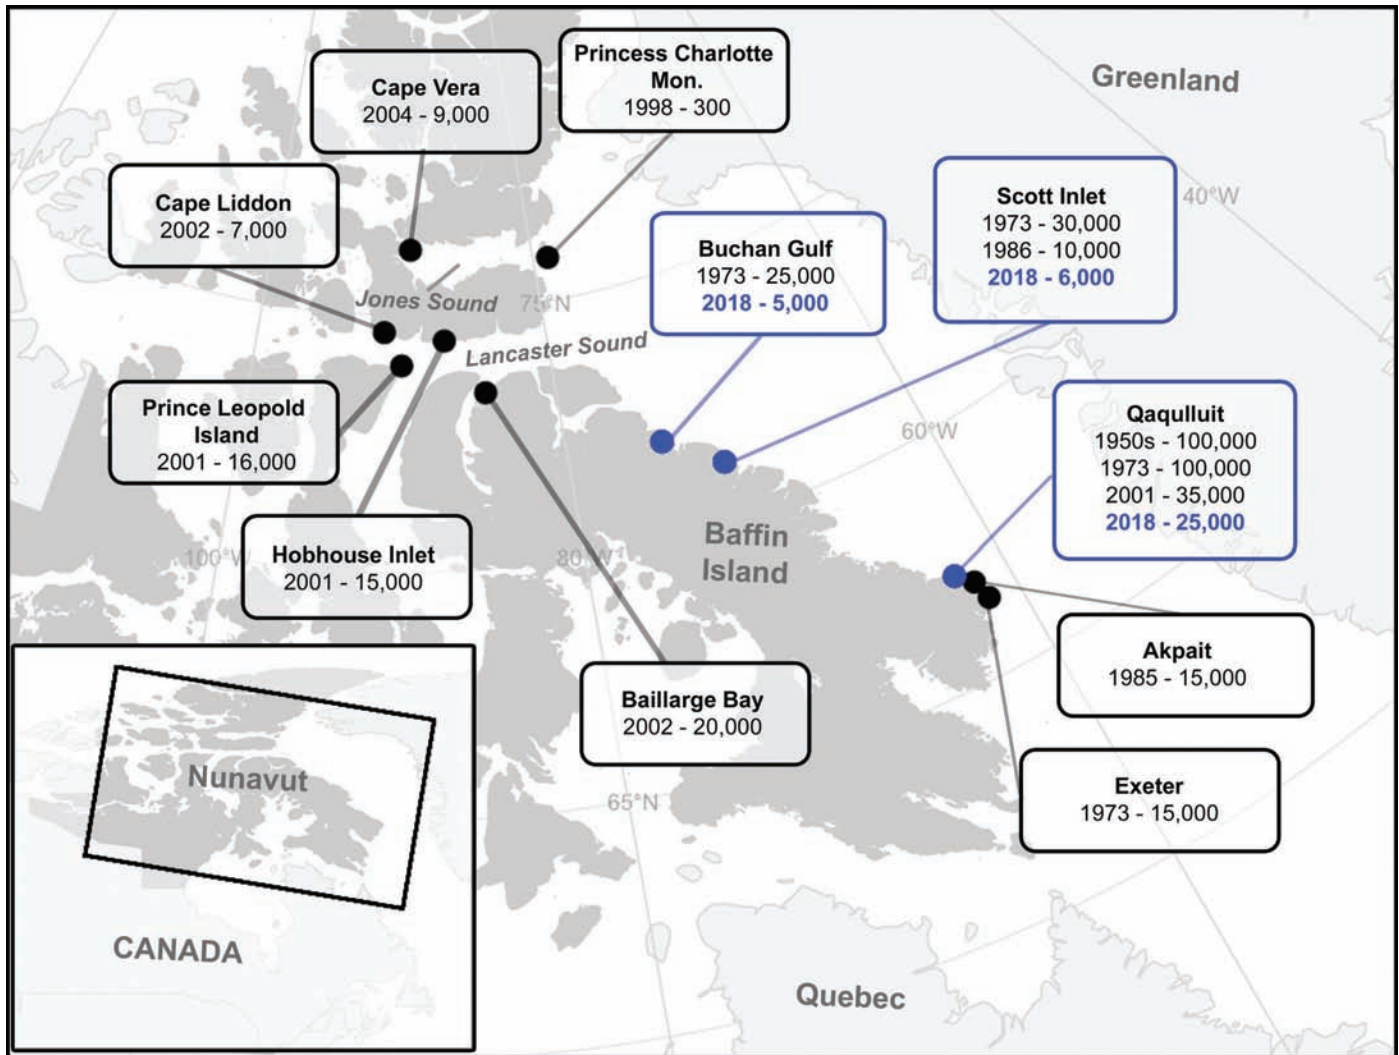 Princess Charlotte
Mon.
1998 - 300
Cape Vera
2004 - 9,000
Greenland
Cape Liddon
2002 - 7,000
Scott Inlet
1973 - 30,000
1986 - 10,000
2018 - 6,000
40°W
Buchan Gulf
1973 - 25,000
2018 - 5,000
Jones Sound
75°N
Lancaster Sound
Prince Leopold
Island
2001 - 16,000
Qaqulluit
1950s - 100,000
1973 - 100,000
2001 - 35,000
2018 - 25,000
60°W
Baffin
Island
100°W
Hobhouse Inlet
2001 - 15,000
80°W
Akpait
1985 - 15,000
Baillarge Bay
2002 - 20,000
Exeter
1973 - 15,000
65°N
Nunavut
CANADA
Quebec